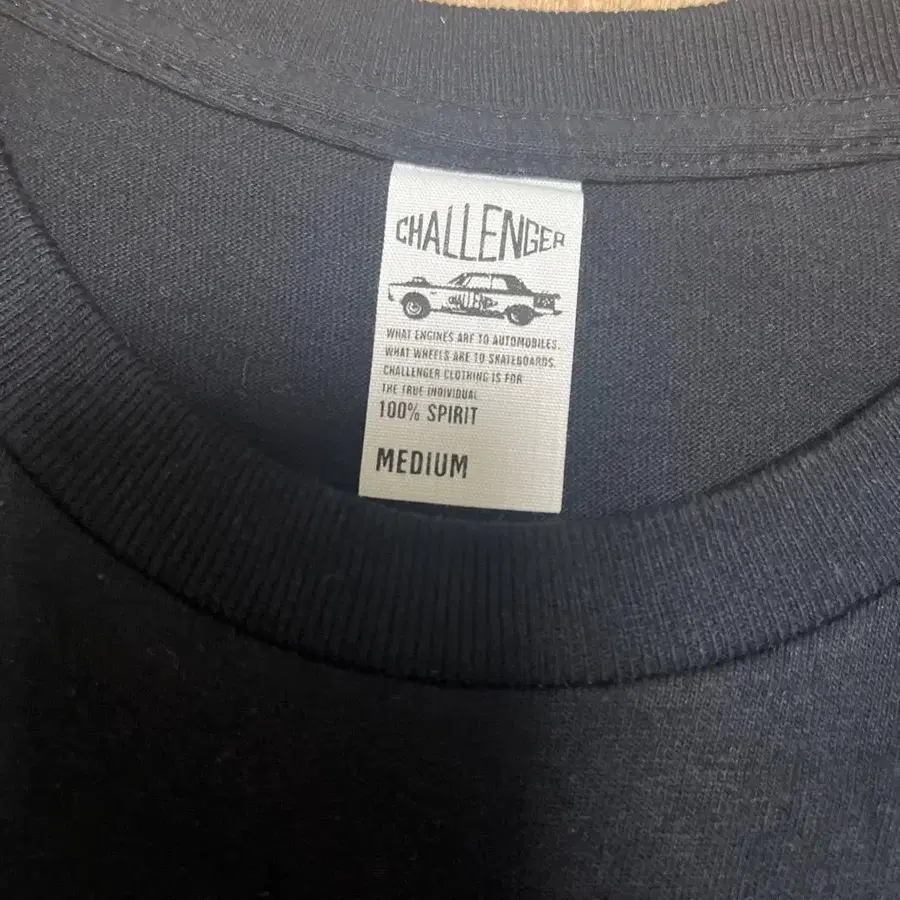 CHALLENGER
CHALLENGER
WHAT ENGINES ARE TO AUTOMOBILES.
WHAT WHEELS ARE TO SKATEBOARDS.
CHALLENGER CLOTHING IS FOR
THE TRUE INDIVIDUAL
100% SPIRIT
MEDIUM